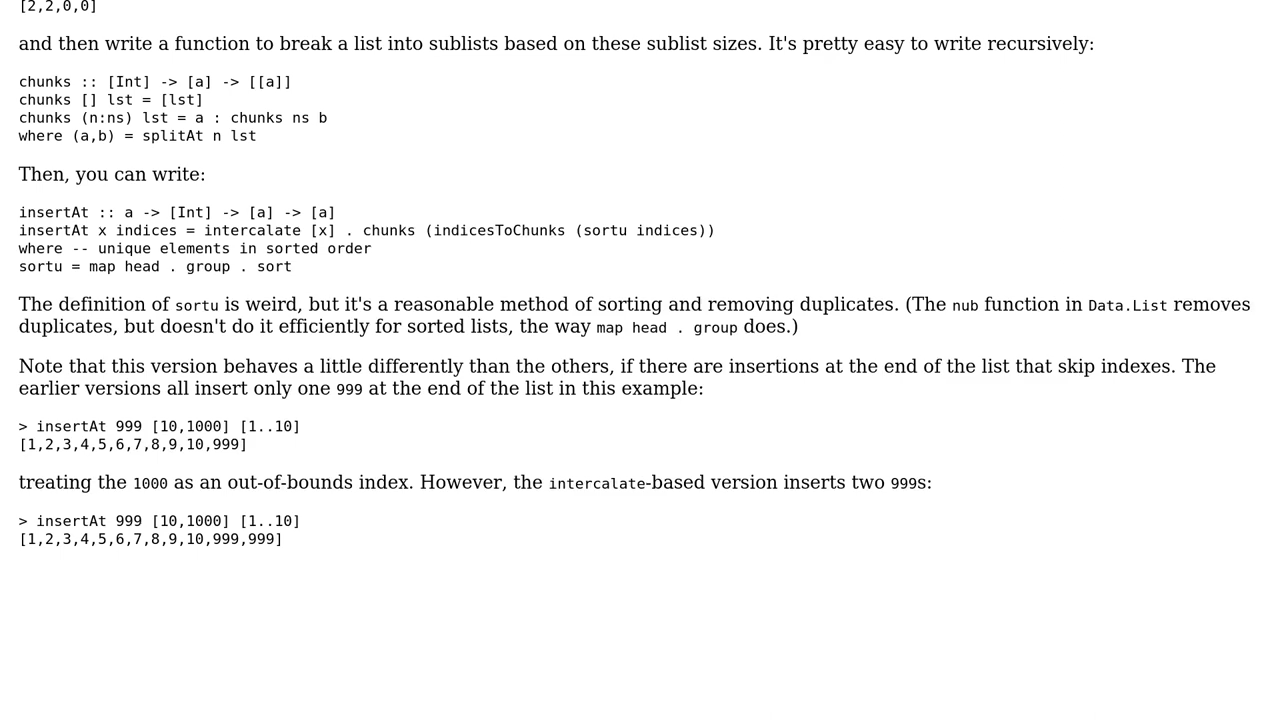 [2,2,0,0]
and then write a function to break a list into sublists based on these sublist sizes. It's pretty easy to write recursively:
chunks :: [Int] -> [a] -> [[a]]
chunks [] lst = [lst]
chunks (n:ns) lst = a : chunks ns b
where (a,b) = splitAt n lst
Then, you can write:
insertAt :: a -> [Int] -> [a] -> [a]
insertAt x indices = intercalate [x] . chunks (indicesToChunks (sortu indices))
where -- unique elements in sorted order
sortu = map head . group . sort
The definition of sortu is weird, but it's a reasonable method of sorting and removing duplicates. (The nub function in Data.List removes
duplicates, but doesn't do it efficiently for sorted lists, the way map head . group does.)
Note that this version behaves a little differently than the others, if there are insertions at the end of the list that skip indexes. The
earlier versions all insert only one 999 at the end of the list in this example:
> insertAt 999 [10,1000] [1..10]
[1,2,3,4,5,6,7,8,9,10,999]
treating the 1000 as an out-of-bounds index. However, the intercalate-based version inserts two 999s:
> insertAt 999 [10,1000] [1..10]
[1,2,3,4,5,6,7,8,9,10,999,999]